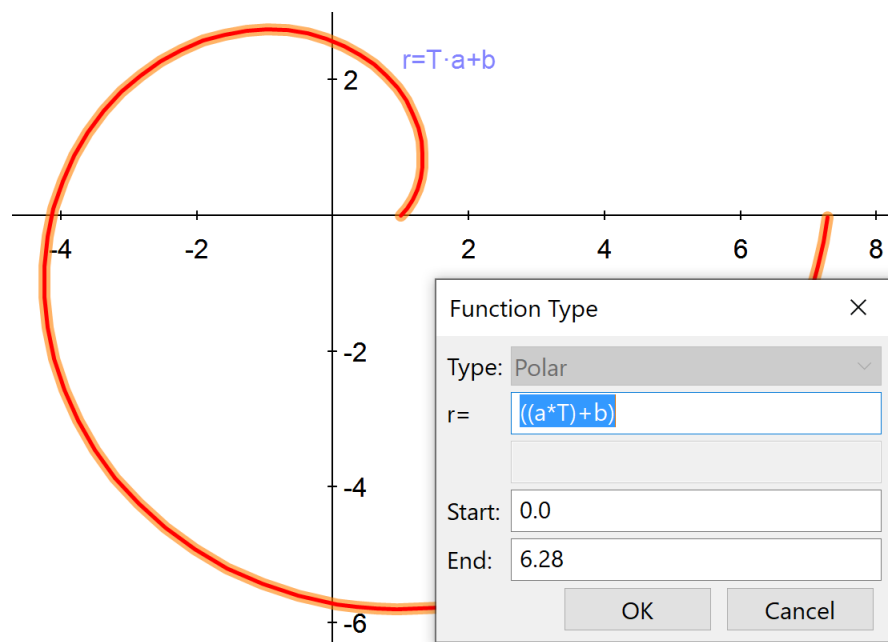 r=T·a+b
2
-4 -2 2 4 6 8
-2
-4
-6
Function Type
Type: Polar
r= ((a*T)+b)
Start: 0.0
End: 6.28
OK Cancel